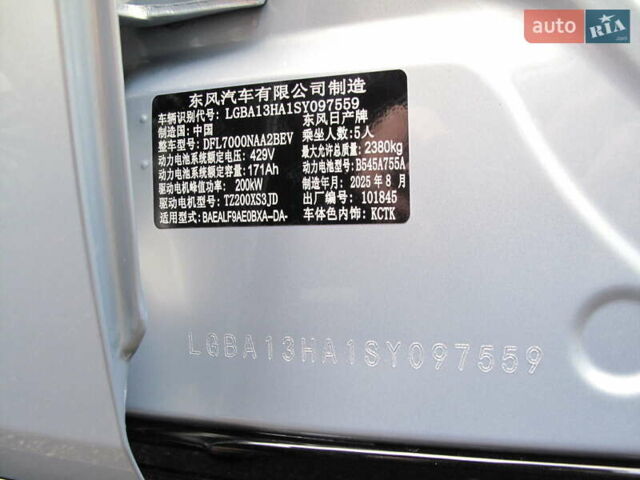 auto RIA
.com
东风汽车有限公司制造
车辆识别代号: LGBA13HA1SY097559
制造国: 中国 东风日产牌
整车型号: DFL7000NAA2BEV 乘坐人数: 5人
动力电池系统额定电压: 429V 最大允许总质量: 2380kg
动力电池系统额定容量: 171Ah 动力电池型号: B545A755A
驱动电机峰值功率: 200kW 制造年月: 2025 年 8 月
驱动电机型号: TZ200XS3JD 出厂编号: 101845
适用型式: BAEALF9AE0BXA-DA- 车体色内饰: KCTK
LGBA13HA1SY097559